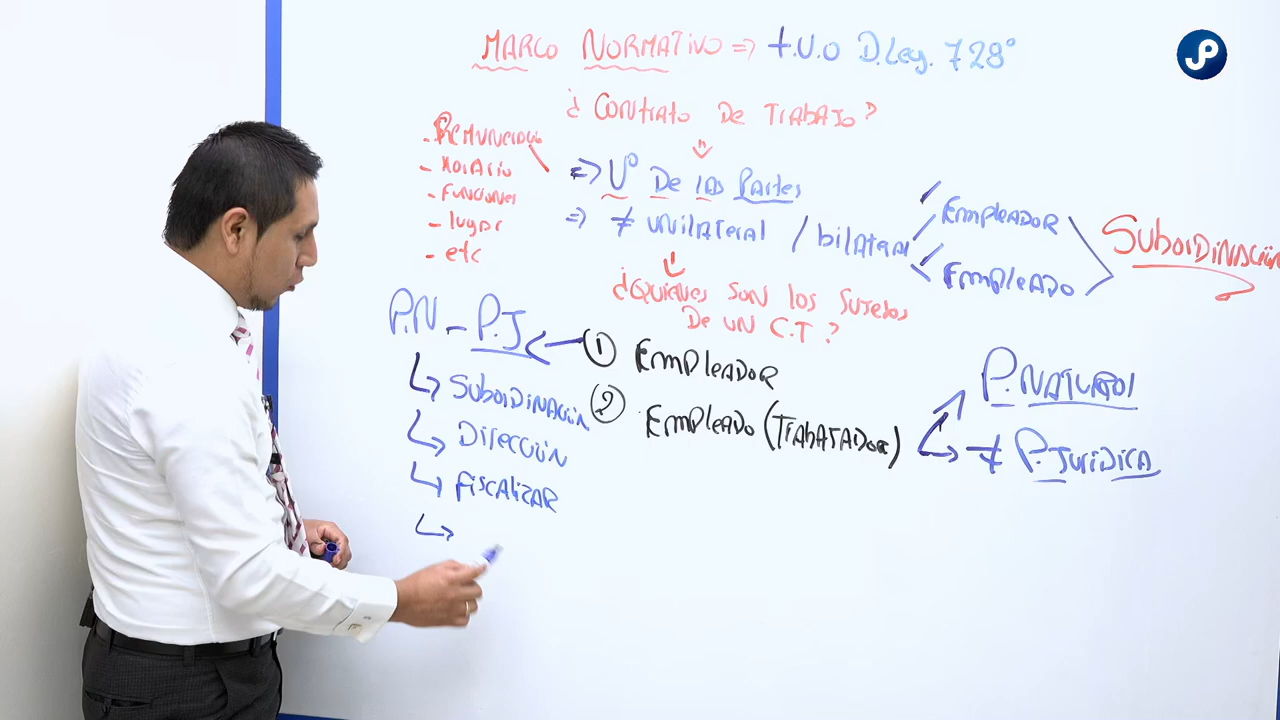 MARCO NORMATIVO => T.U.O D.Leg. 728°
¿ Contrato De Trabajo?
- Remuneración
- Horario
- Funciones
- lugar
- etc
=> V° De las Partes
=> ≠ unilateral / bilateral
Empleador
Empleado
Subordinación
¿Quiénes son los Sujetos
De un C.T?
P.N - P.J
Subordinación
Dirección
Fiscalizar
1 Empleador
2 Empleado (Trabajador)
P. Natural
≠ P. Jurídica
JP